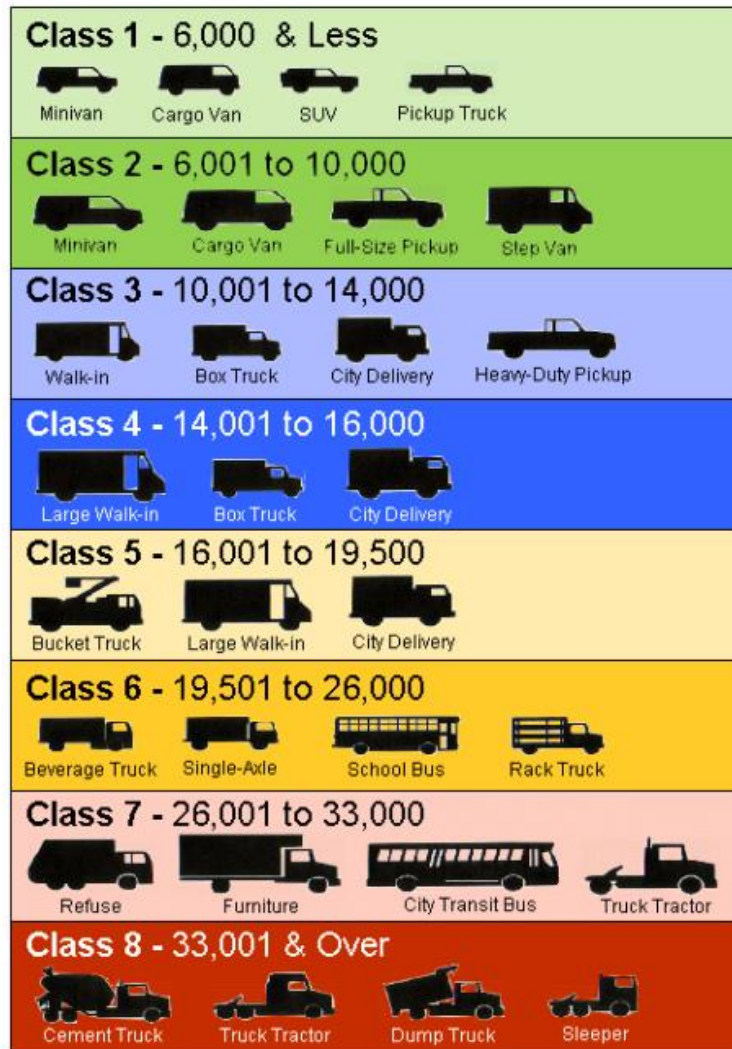 Class 1 - 6,000 & Less
Minivan Cargo Van SUV Pickup Truck
Class 2 - 6,001 to 10,000
Minivan Cargo Van Full-Size Pickup Step Van
Class 3 - 10,001 to 14,000
Walk-in Box Truck City Delivery Heavy-Duty Pickup
Class 4 - 14,001 to 16,000
Large Walk-in Box Truck City Delivery
Class 5 - 16,001 to 19,500
Bucket Truck Large Walk-in City Delivery
Class 6 - 19,501 to 26,000
Beverage Truck Single-Axle School Bus Rack Truck
Class 7 - 26,001 to 33,000
Refuse Furniture City Transit Bus Truck Tractor
Class 8 - 33,001 & Over
Cement Truck Truck Tractor Dump Truck Sleeper